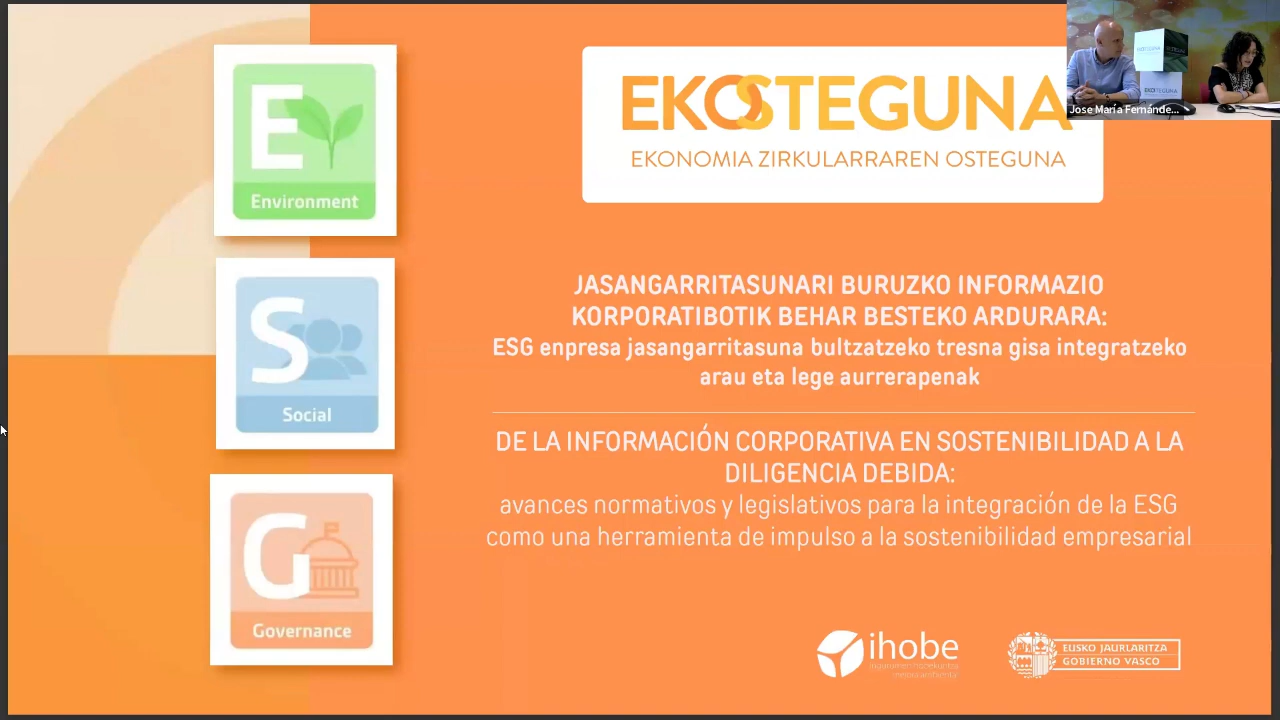 E
Environment
S
Social
G
Governance
EKOSTEGUNA
EKONOMIA ZIRKULARRAREN OSTEGUNA
Jose María Fernánde...
JASANGARRITASUNARI BURUZKO INFORMAZIO
KORPORATIBOTIK BEHAR BESTEKO ARDURARA:
ESG enpresa jasangarritasuna bultzatzeko tresna gisa integratzeko
arau eta lege aurrerapenak
DE LA INFORMACIÓN CORPORATIVA EN SOSTENIBILIDAD A LA
DILIGENCIA DEBIDA:
avances normativos y legislativos para la integración de la ESG
como una herramienta de impulso a la sostenibilidad empresarial
ihobe
EUSKO JAURLARITZA
GOBIERNO VASCO